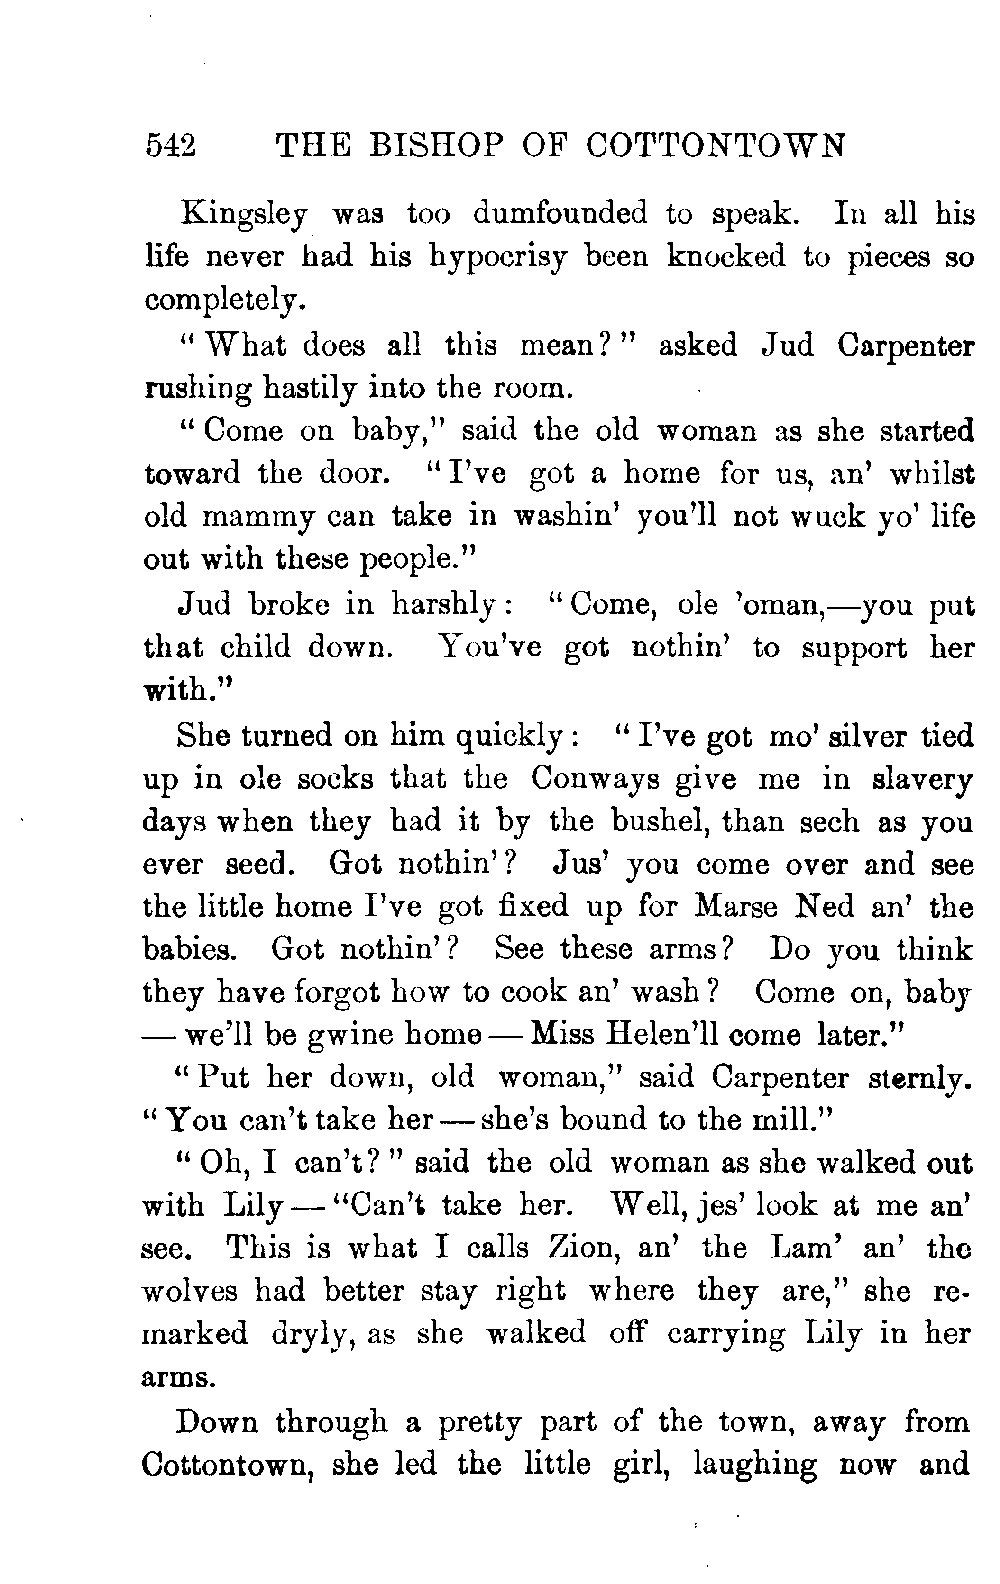 542 THE BISHOP OF COTTONTOWN
Kingsley was too dumfounded to speak. In all his
life never had his hypocrisy been knocked to pieces so
completely.
“ What does all this mean? ” asked Jud Carpenter
rushing hastily into the room.
“ Come on baby,” said the old woman as she started
toward the door. “ I’ve got a home for us, an’ whilst
old mammy can take in washin’ you’ll not wuck yo’ life
out with these people.”
Jud broke in harshly : “ Come, ole ’oman,—you put
that child down. You’ve got nothin’ to support her
with.”
She turned on him quickly : “ I’ve got mo’ silver tied
up in ole socks that the Conways give me in slavery
days when they had it by the bushel, than sech as you
ever seed. Got nothin’ ? Jus’ you come over and see
the little home I’ve got fixed up for Marse Ned an’ the
babies. Got nothin’ ? See these arms? Do you think
they have forgot how to cook an’ wash ? Come on, baby
— we’ll be gwine home — Miss Helen’ll come later.”
“ Put her down, old woman,” said Carpenter sternly.
“ You can’t take her — she’s bound to the mill.”
“ Oh, I can’t? ” said the old woman as she walked out
with Lily — “Can’t take her. Well, jes’ look at me an’
see. This is what I calls Zion, an’ the Lam’ an’ the
wolves had better stay right where they are,” she re-
marked dryly, as she walked off carrying Lily in her
arms.
Down through a pretty part of the town, away from
Cottontown, she led the little girl, laughing now and